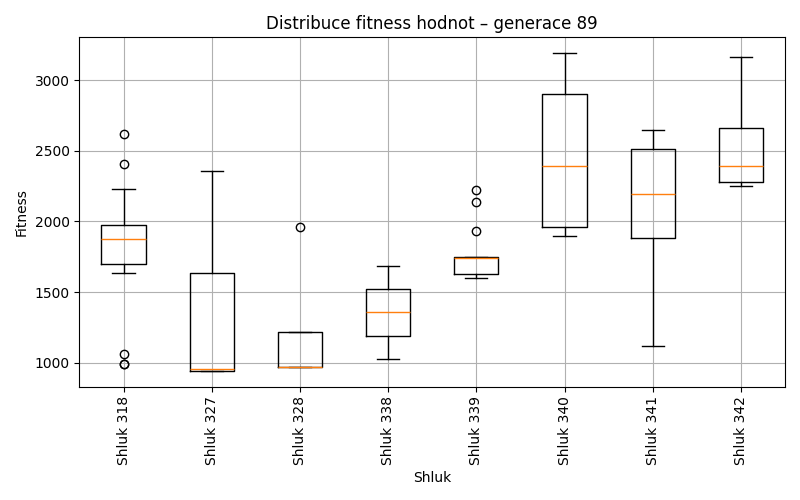 Distribuce fitness hodnot – generace 89
Fitness
3000
2500
2000
1500
1000
Shluk 318
Shluk 327
Shluk 328
Shluk 338
Shluk 339
Shluk 340
Shluk 341
Shluk 342
Shluk